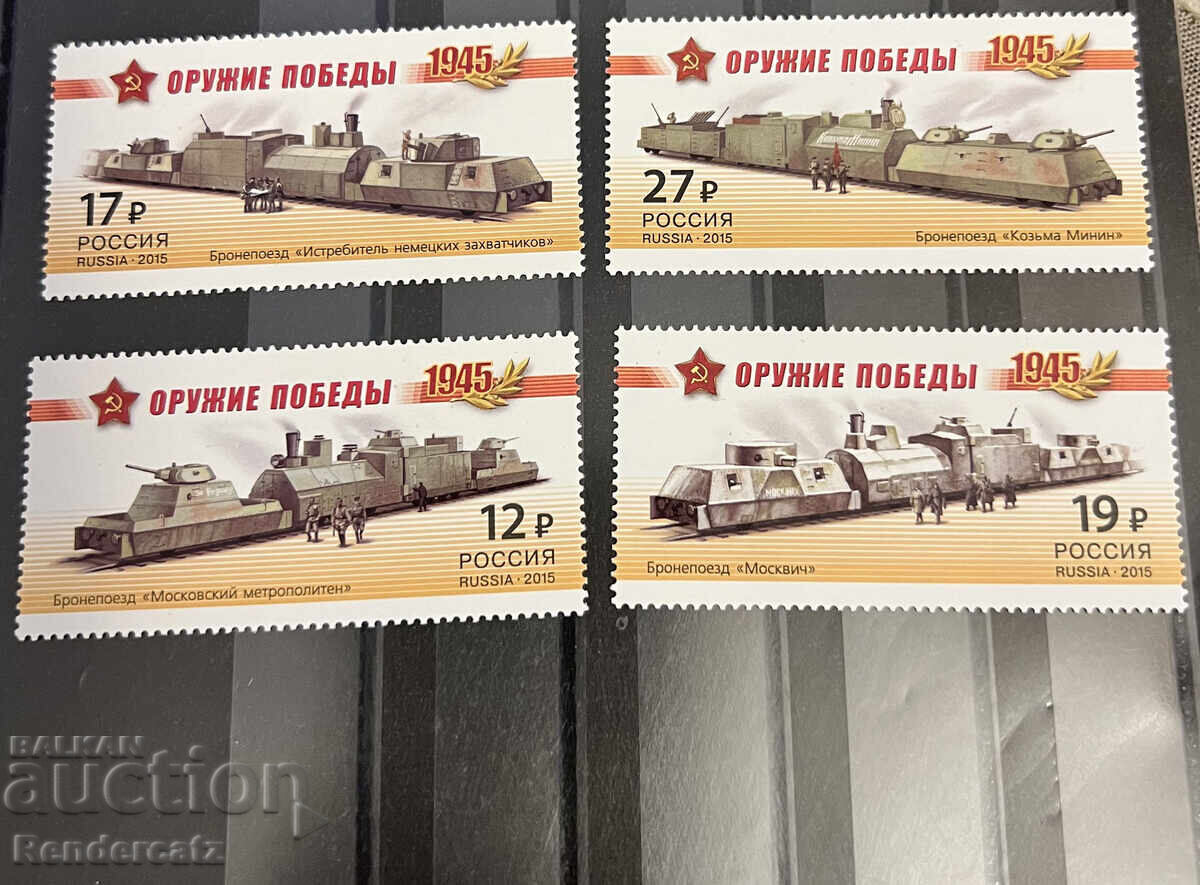 ОРУЖИЕ ПОБЕДЫ 1945
17 ₽
РОССИЯ
RUSSIA · 2015
Бронепоезд «Истребитель немецких захватчиков»
ОРУЖИЕ ПОБЕДЫ 1945
КозьмаМинин
27 ₽
РОССИЯ
RUSSIA · 2015
Бронепоезд «Козьма Минин»
ОРУЖИЕ ПОБЕДЫ 1945
12 ₽
РОССИЯ
RUSSIA · 2015
Бронепоезд «Московский метрополитен»
ОРУЖИЕ ПОБЕДЫ 1945
19 ₽
РОССИЯ
RUSSIA · 2015
Бронепоезд «Москвич»
BALKAN
auction
Rendercatz